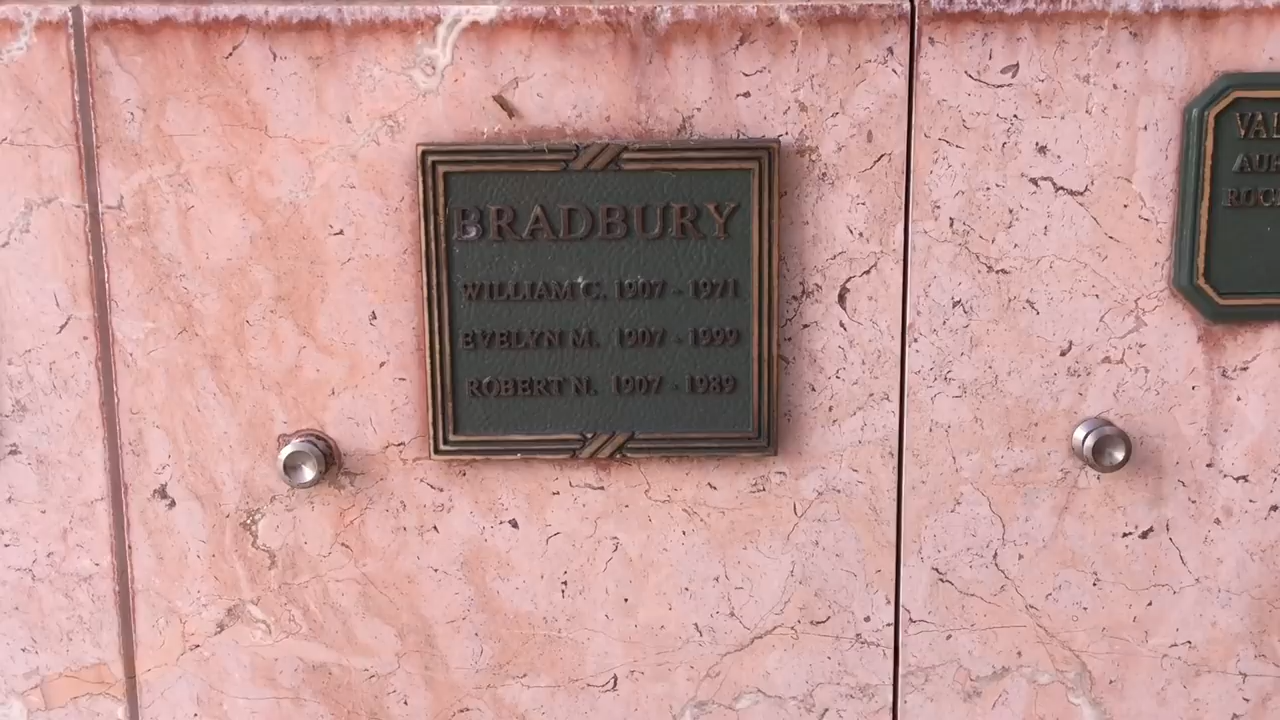 BRADBURY
WILLIAM C. 1907 - 1971
EVELYN M. 1907 - 1999
ROBERT N. 1907 - 1989